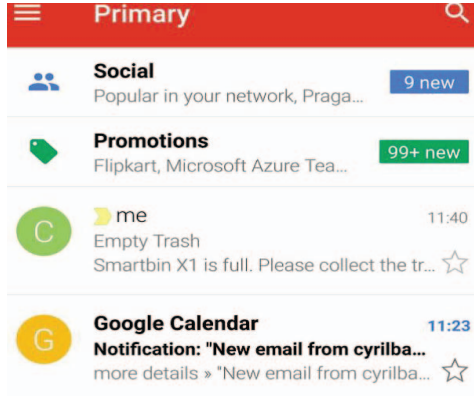 Primary
Social
Popular in your network, Praga...
9 new
Promotions
Flipkart, Microsoft Azure Tea...
99+ new
C
me
11:40
Empty Trash
Smartbin X1 is full. Please collect the tr...
G
Google Calendar
11:23
Notification: "New email from cyrilba...
more details » "New email from cyrilba...